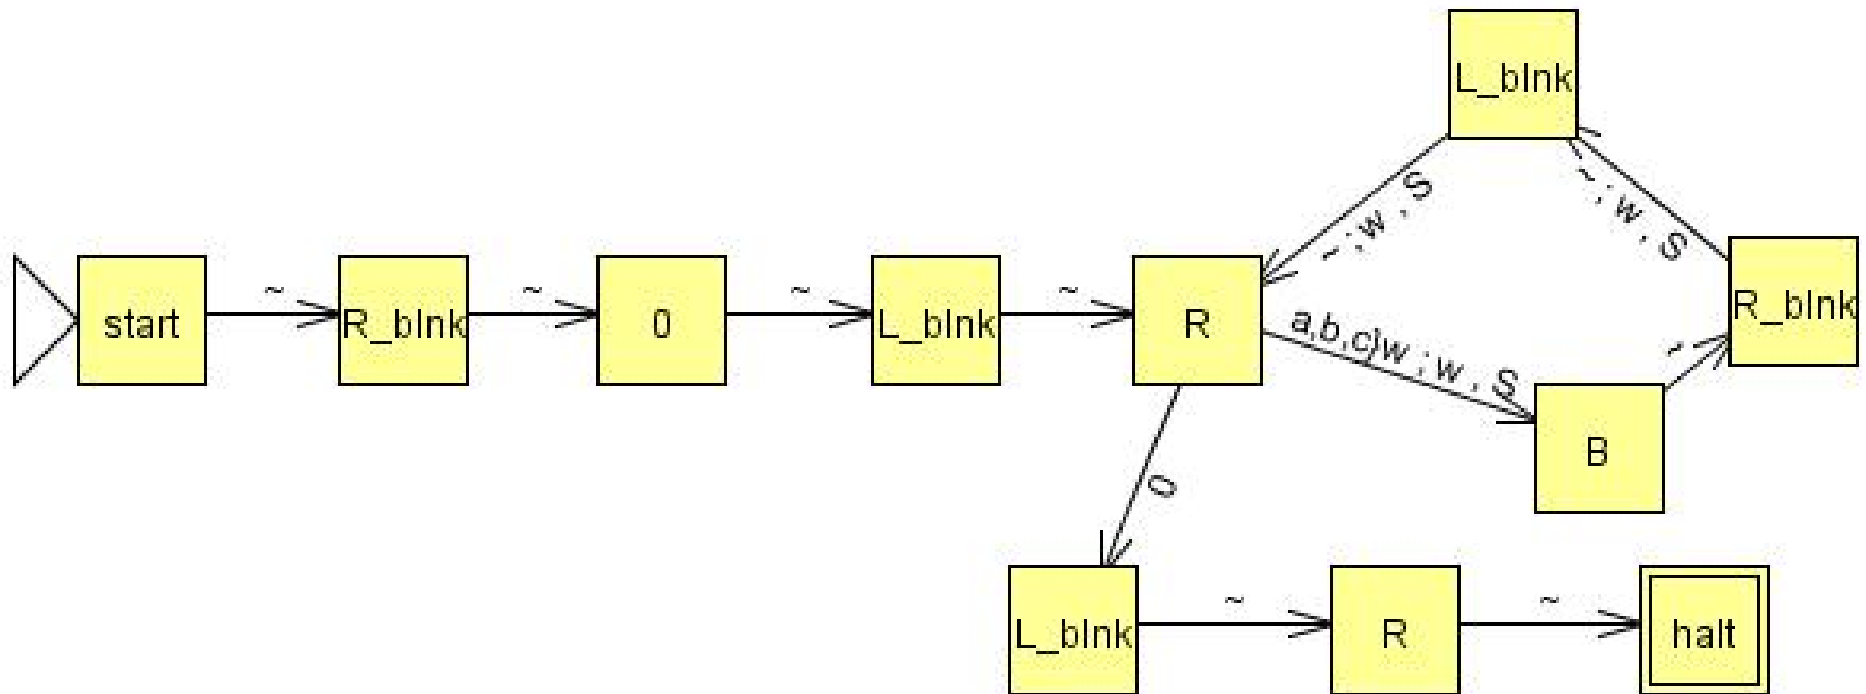 L_blnk
~ ; w , S
~ ; w , S
start
~
R_blnk
~
0
~
L_blnk
~
R
a,b,c}w ; w , S
R_blnk
~
B
0
L_blnk
~
R
~
halt